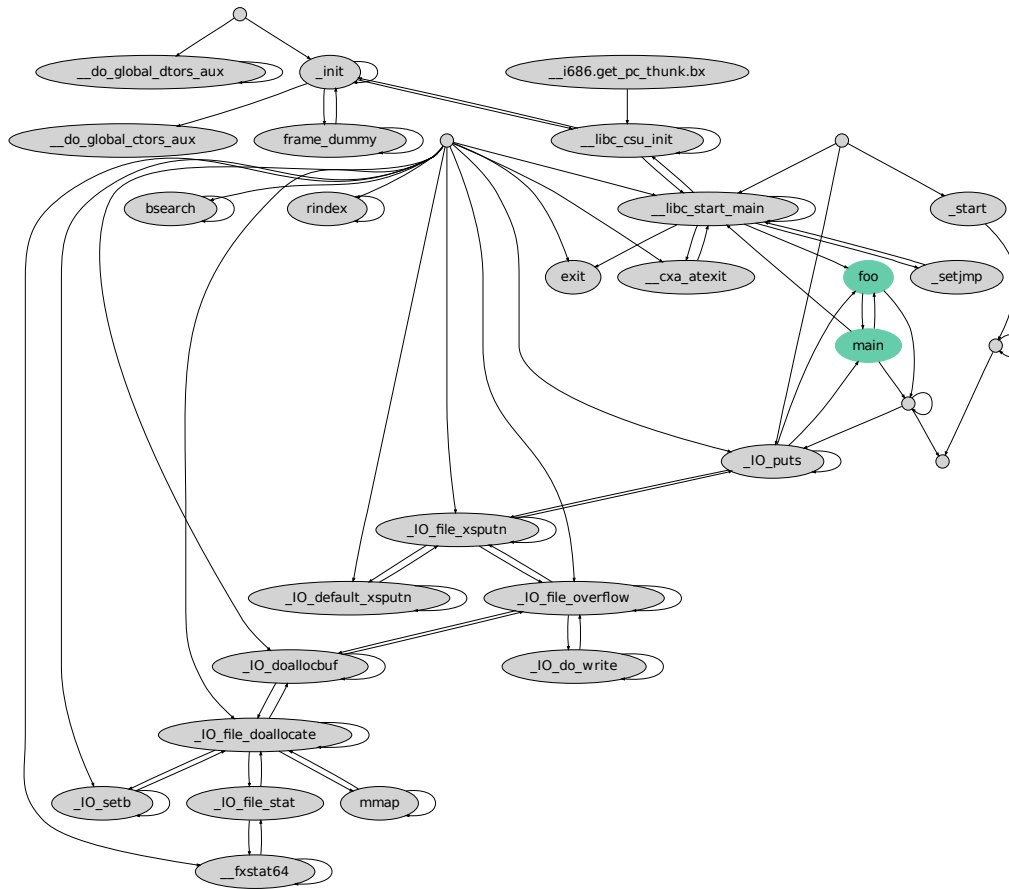 __do_global_dtors_aux
_init
__i686.get_pc_thunk.bx
__do_global_ctors_aux
frame_dummy
__libc_csu_init
bsearch
rindex
__libc_start_main
_start
exit
__cxa_atexit
foo
_setjmp
main
_IO_puts
_IO_file_xsputn
_IO_default_xsputn
_IO_file_overflow
_IO_doallocbuf
_IO_do_write
_IO_file_doallocate
_IO_setb
_IO_file_stat
mmap
__fxstat64